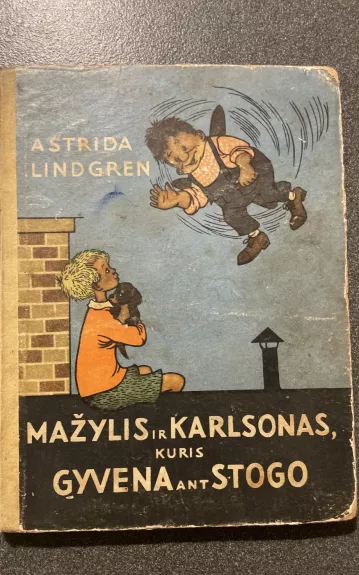 ASTRIDA
LINDGREN
MAŽYLIS IR KARLSONAS,
KURIS
GYVENA ANT STOGO